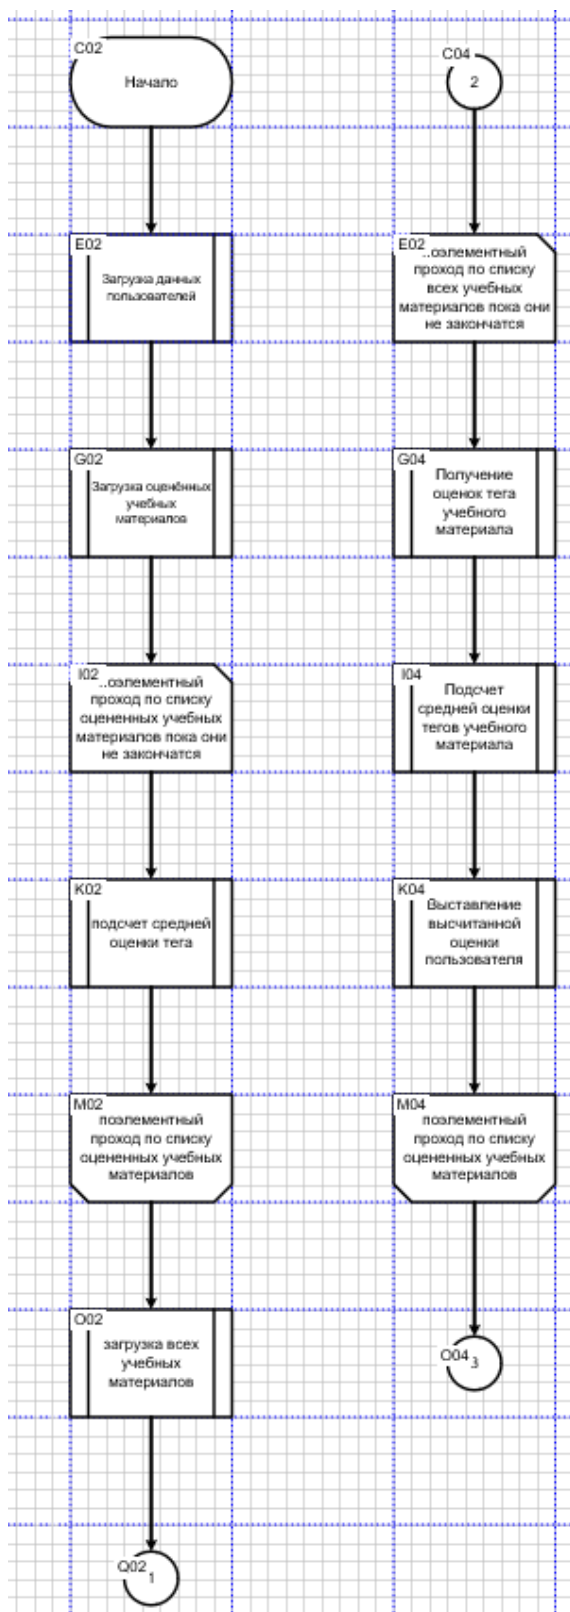 C02
Начало
E02
Загрузка данных
пользователей
G02
Загрузка оценённых
учебных
материалов
I02
..оэлементный
проход по списку
оцененных учебных
материалов пока они
не закончатся
K02
подсчет средней
оценки тега
M02
поэлементный
проход по списку
оцененных учебных
материалов
O02
загрузка всех
учебных
материалов
Q02
1
C04
2
E02
..оэлементный
проход по списку
всех учебных
материалов пока они
не закончатся
G04
Получение
оценок тега
учебного
материала
I04
Подсчет
средней оценки
тегов учебного
материала
K04
Выставление
высчитанной
оценки
пользователя
M04
поэлементный
проход по списку
оцененных учебных
материалов
O04
3